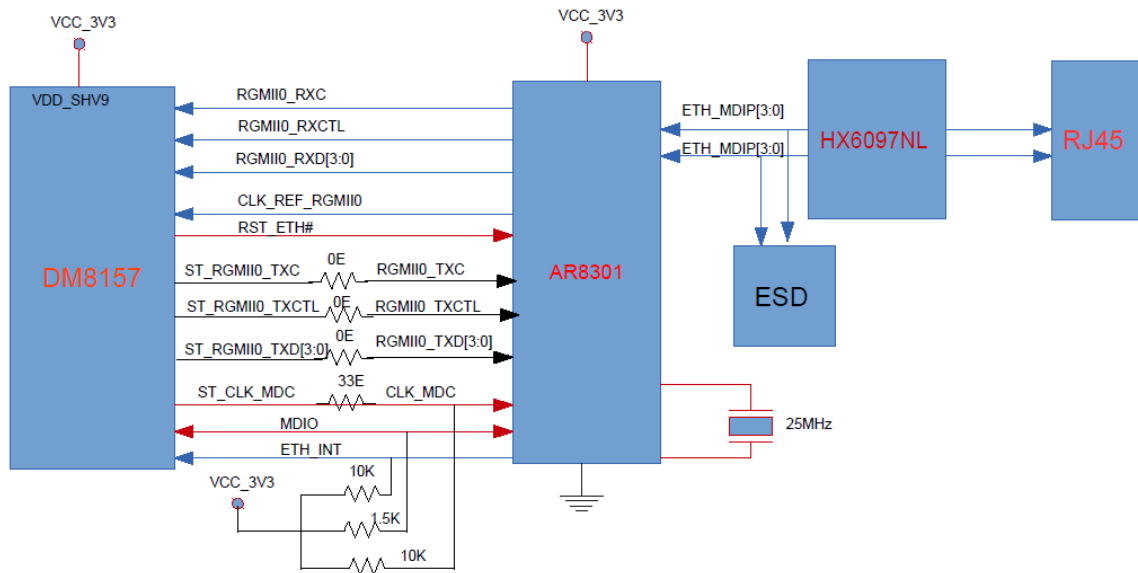 VCC_3V3
VCC_3V3
VDD_SHV9
RGMII0_RXC
ETH_MDIP[3:0]
RGMII0_RXCTL
HX6097NL
RJ45
ETH_MDIP[3:0]
RGMII0_RXD[3:0]
CLK_REF_RGMII0
RST_ETH#
DM8157
AR8301
0E
ST_RGMII0_TXC
RGMII0_TXC
ESD
0E
ST_RGMII0_TXCTL
RGMII0_TXCTL
0E
ST_RGMII0_TXD[3:0]
RGMII0_TXD[3:0]
33E
ST_CLK_MDC
CLK_MDC
25MHz
MDIO
ETH_INT
10K
VCC_3V3
1.5K
10K